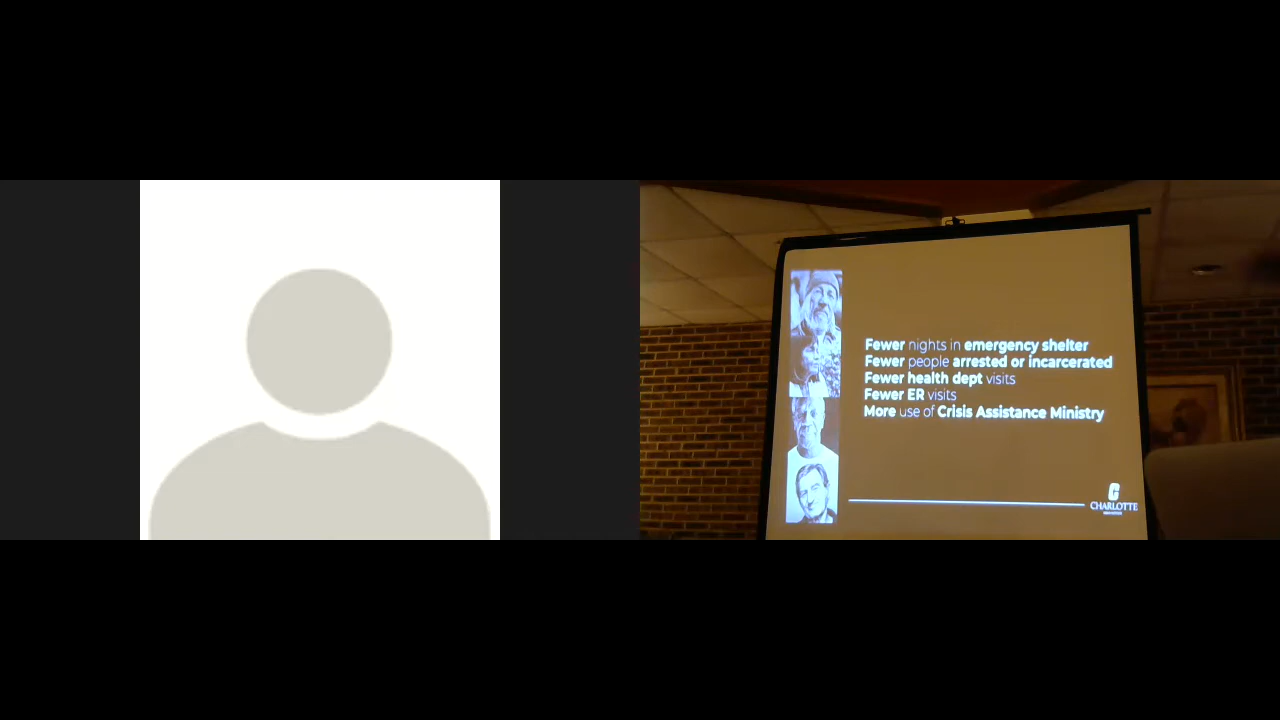 Fewer nights in emergency shelter
Fewer people arrested or incarcerated
Fewer health dept visits
Fewer ER visits
More use of Crisis Assistance Ministry
C
CHARLOTTE